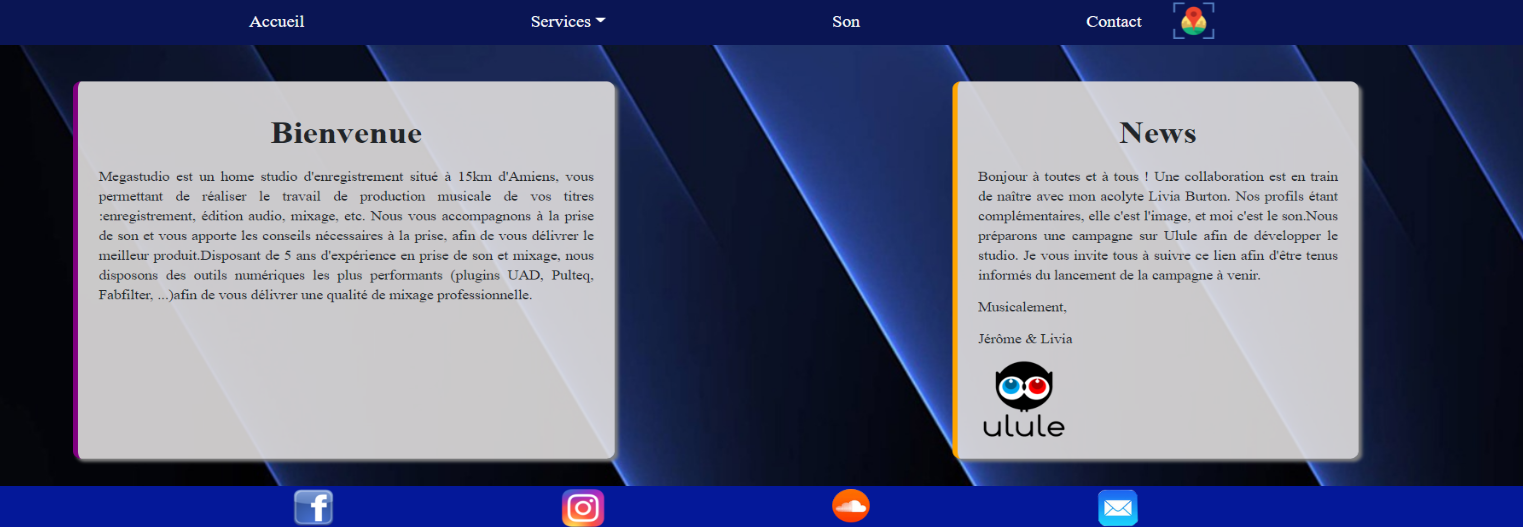 Accueil Services Son Contact
Bienvenue
Megastudio est un home studio d'enregistrement situé à 15km d'Amiens, vous
permettant de réaliser le travail de production musicale de vos titres
:enregistrement, édition audio, mixage, etc. Nous vous accompagnons à la prise
de son et vous apporte les conseils nécessaires à la prise, afin de vous délivrer le
meilleur produit.Disposant de 5 ans d'expérience en prise de son et mixage, nous
disposons des outils numériques les plus performants (plugins UAD, Pulteq,
Fabfilter, ...)afin de vous délivrer une qualité de mixage professionnelle.
News
Bonjour à toutes et à tous ! Une collaboration est en train
de naître avec mon acolyte Livia Burton. Nos profils étant
complémentaires, elle c'est l'image, et moi c'est le son.Nous
préparons une campagne sur Ulule afin de développer le
studio. Je vous invite tous à suivre ce lien afin d'être tenus
informés du lancement de la campagne à venir.
Musicalement,
Jérôme & Livia
ulule
f